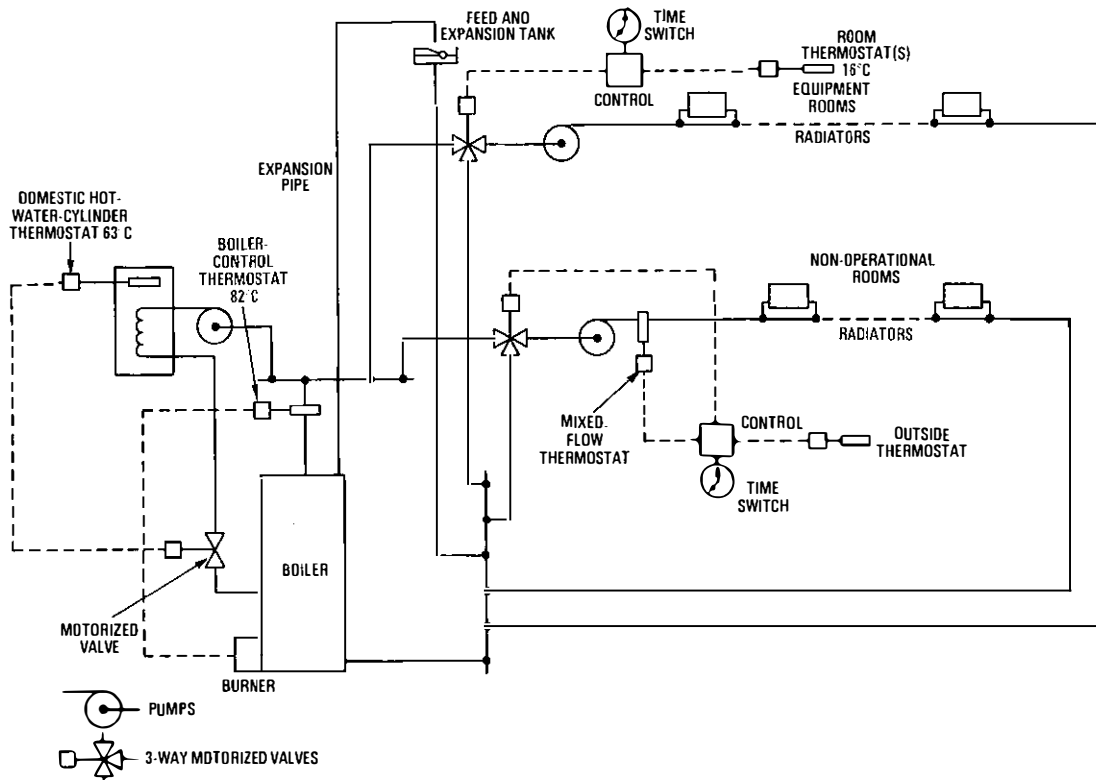 FEED AND
EXPANSION TANK
TIME
SWITCH
ROOM
THERMOSTAT(S)
16°C
EQUIPMENT
ROOMS
CONTROL
RADIATORS
EXPANSION
PIPE
DOMESTIC HOT-
WATER-CYLINDER
THERMOSTAT 63°C
BOILER-
CONTROL
THERMOSTAT
82°C
NON-OPERATIONAL
ROOMS
RADIATORS
MIXED-
FLOW
THERMOSTAT
CONTROL
OUTSIDE
THERMOSTAT
TIME
SWITCH
BOILER
MOTORIZED
VALVE
BURNER
PUMPS
3-WAY MOTORIZED VALVES